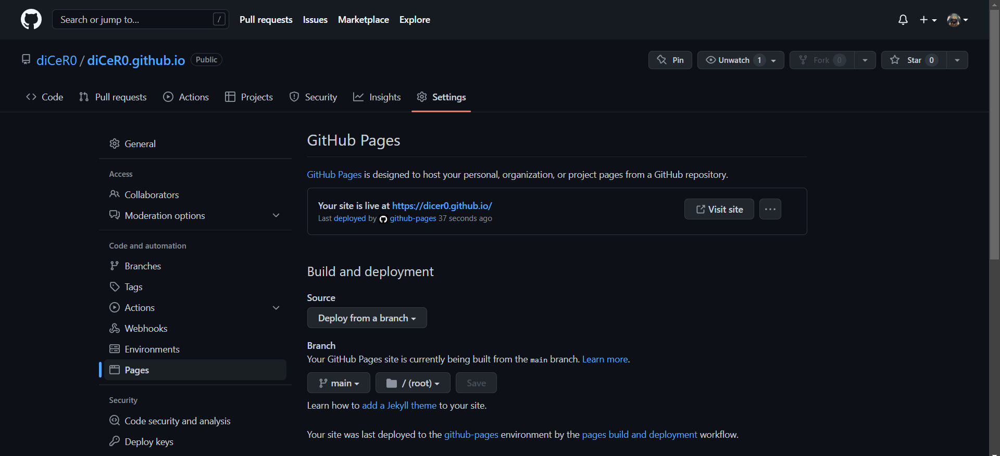 Search or jump to... /
Pull requests Issues Marketplace Explore
diCeR0 / diCeR0.github.io Public
Pin Unwatch 1 Fork 0 Star 0
Code Pull requests Actions Projects Security Insights Settings
General
Access
Collaborators
Moderation options
Code and automation
Branches
Tags
Actions
Webhooks
Environments
Pages
Security
Code security and analysis
Deploy keys
GitHub Pages
GitHub Pages is designed to host your personal, organization, or project pages from a GitHub repository.
Your site is live at https://dicer0.github.io/
Last deployed by github-pages 37 seconds ago
Visit site ...
Build and deployment
Source
Deploy from a branch
Branch
Your GitHub Pages site is currently being built from the main branch. Learn more.
main / (root) Save
Learn how to add a Jekyll theme to your site.
Your site was last deployed to the github-pages environment by the pages build and deployment workflow.